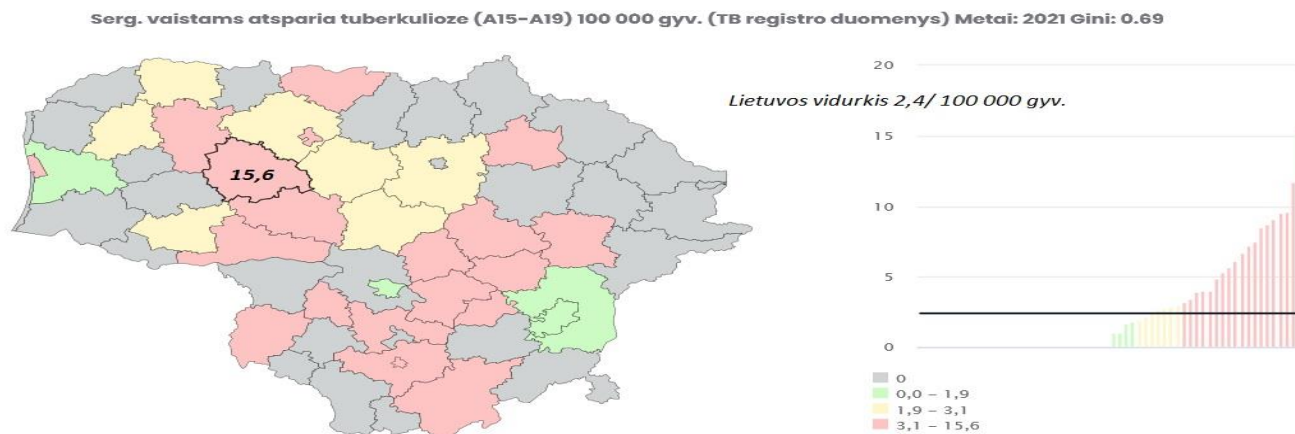 Serg. vaistams atsparia tuberkulioze (A15-A19) 100 000 gyv. (TB registro duomenys) Metai: 2021 Gini: 0.69
15,6
Lietuvos vidurkis 2,4/ 100 000 gyv.
20
15
10
5
0
0
0,0 – 1,9
1,9 – 3,1
3,1 – 15,6